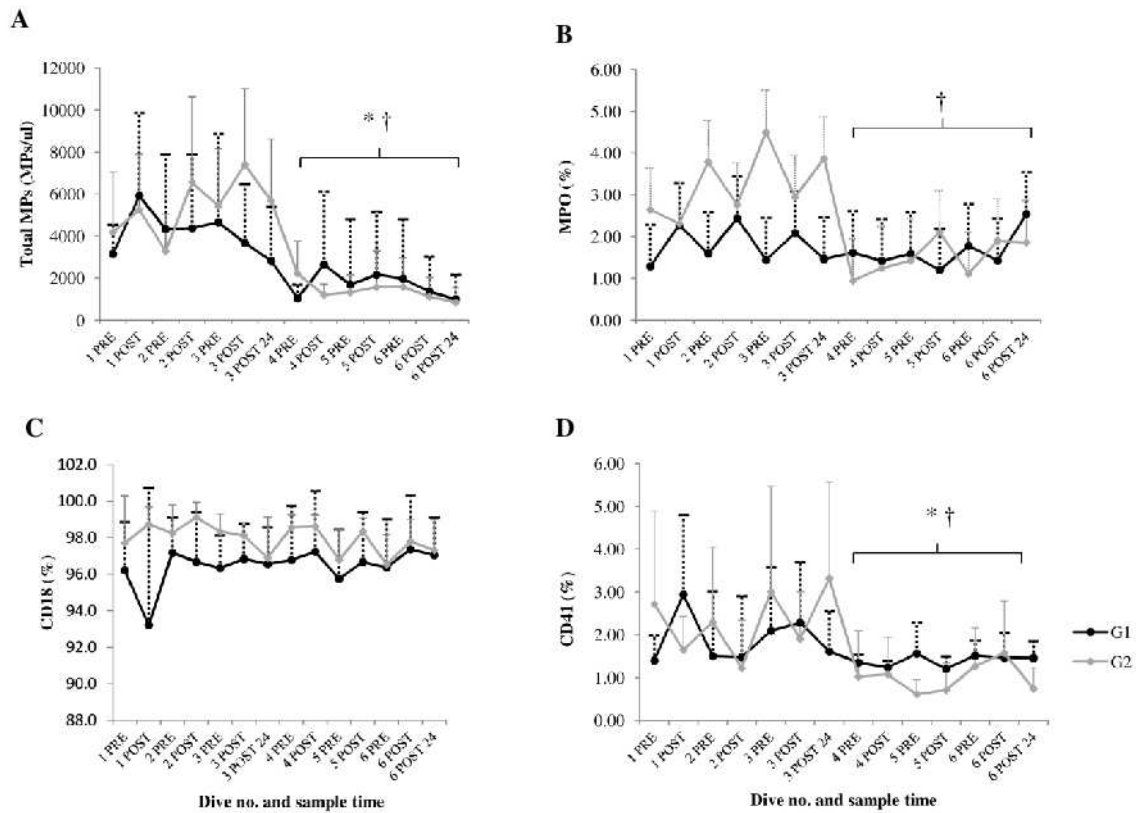 A
Total MPs (MPs/ul)
12000
10000
8000
6000
4000
2000
0
* †
1 PRE
1 POST
2 PRE
2 POST
3 PRE
3 POST
3 POST 24
4 PRE
4 POST
5 PRE
5 POST
6 PRE
6 POST
6 POST 24
B
MPO (%)
6.00
5.00
4.00
3.00
2.00
1.00
0.00
†
1 PRE
1 POST
2 PRE
2 POST
3 PRE
3 POST
3 POST 24
4 PRE
4 POST
5 PRE
5 POST
6 PRE
6 POST
6 POST 24
C
CD18 (%)
102.0
100.0
98.0
96.0
94.0
92.0
90.0
88.0
1 PRE
1 POST
2 PRE
2 POST
3 PRE
3 POST
3 POST 24
4 PRE
4 POST
5 PRE
5 POST
6 PRE
6 POST
6 POST 24
Dive no. and sample time
D
CD41 (%)
6.00
5.00
4.00
3.00
2.00
1.00
0.00
* †
1 PRE
1 POST
2 PRE
2 POST
3 PRE
3 POST
3 POST 24
4 PRE
4 POST
5 PRE
5 POST
6 PRE
6 POST
6 POST 24
Dive no. and sample time
G1
G2